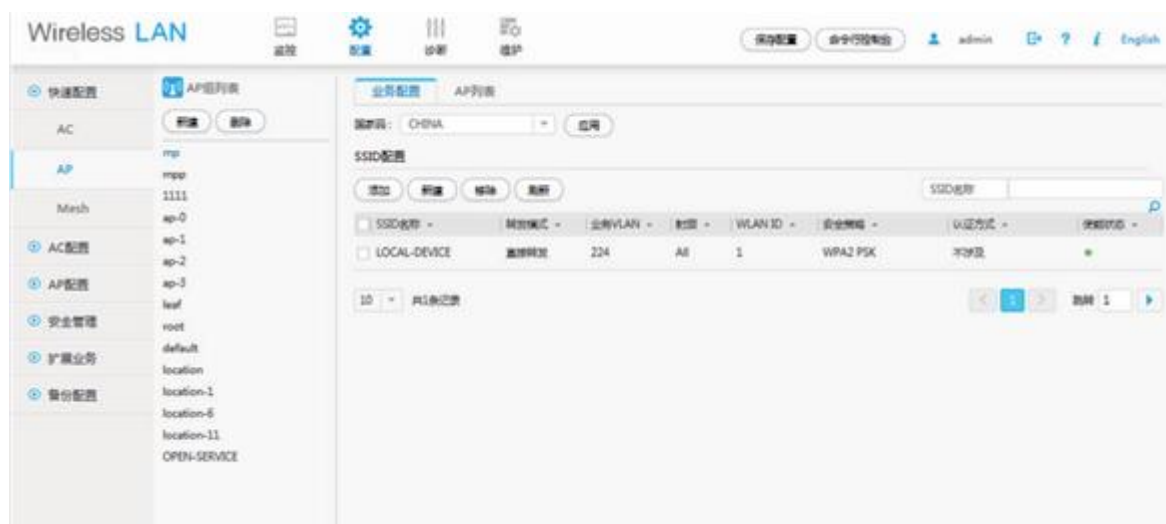 Wireless LAN
监控
配置
诊断
维护
保存配置
命令行控制台
admin
?
i
English
快速配置
AC
AP
Mesh
AC配置
AP配置
安全管理
扩展业务
备份配置
AP组列表
新建
删除
mp
mpp
1111
ap-0
ap-1
ap-2
ap-3
leaf
root
default
location
location-1
location-6
location-11
OPEN-SERVICE
业务配置 AP列表
国家码: CHINA 应用
SSID配置
添加 新建 移除 刷新 SSID名称
SSID名称 转发模式 业务VLAN 射频 WLAN ID 安全策略 认证方式 使能状态
LOCAL-DEVICE 直接转发 224 All 1 WPA2 PSK 不涉及
10 共1条记录 1 跳转 1